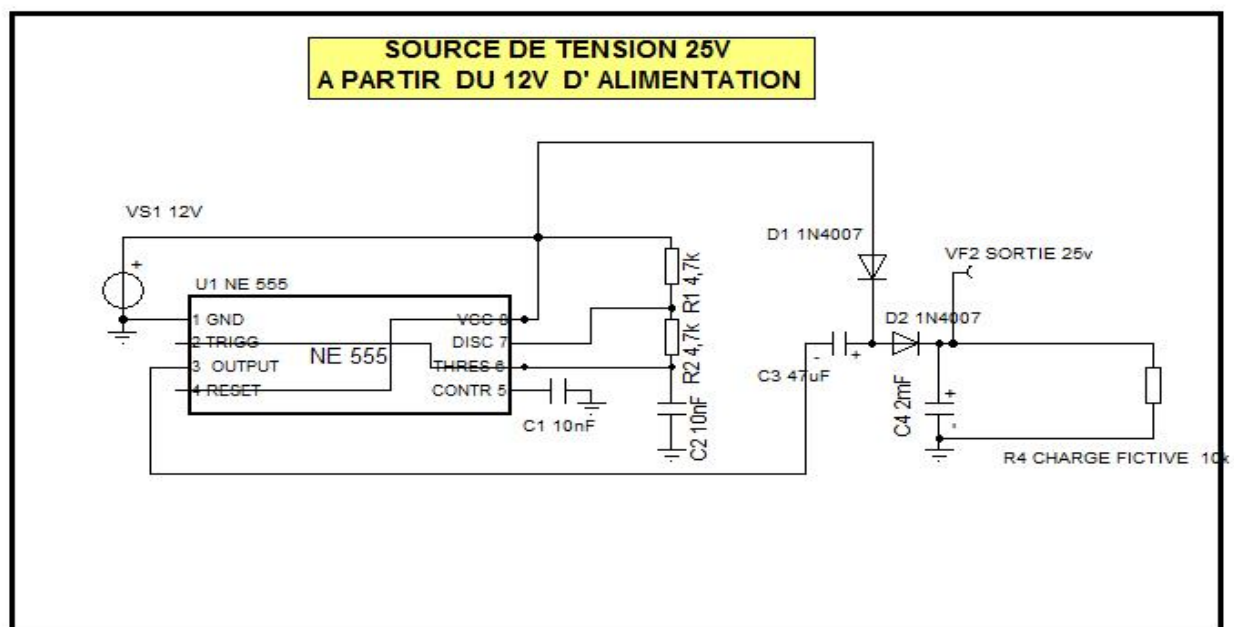 SOURCE DE TENSION 25V
A PARTIR DU 12V D' ALIMENTATION
VS1 12V
+
U1 NE 555
1 GND
2 TRIGG
3 OUTPUT
4 RESET
NE 555
VCC 8
DISC 7
THRES 6
CONTR 5
C1 10nF
R1 4,7k
R2 4,7k
C2 10nF
D1 1N4007
VF2 SORTIE 25v
D2 1N4007
- +
C3 47uF
C4 2mF
+
-
R4 CHARGE FICTIVE 10k